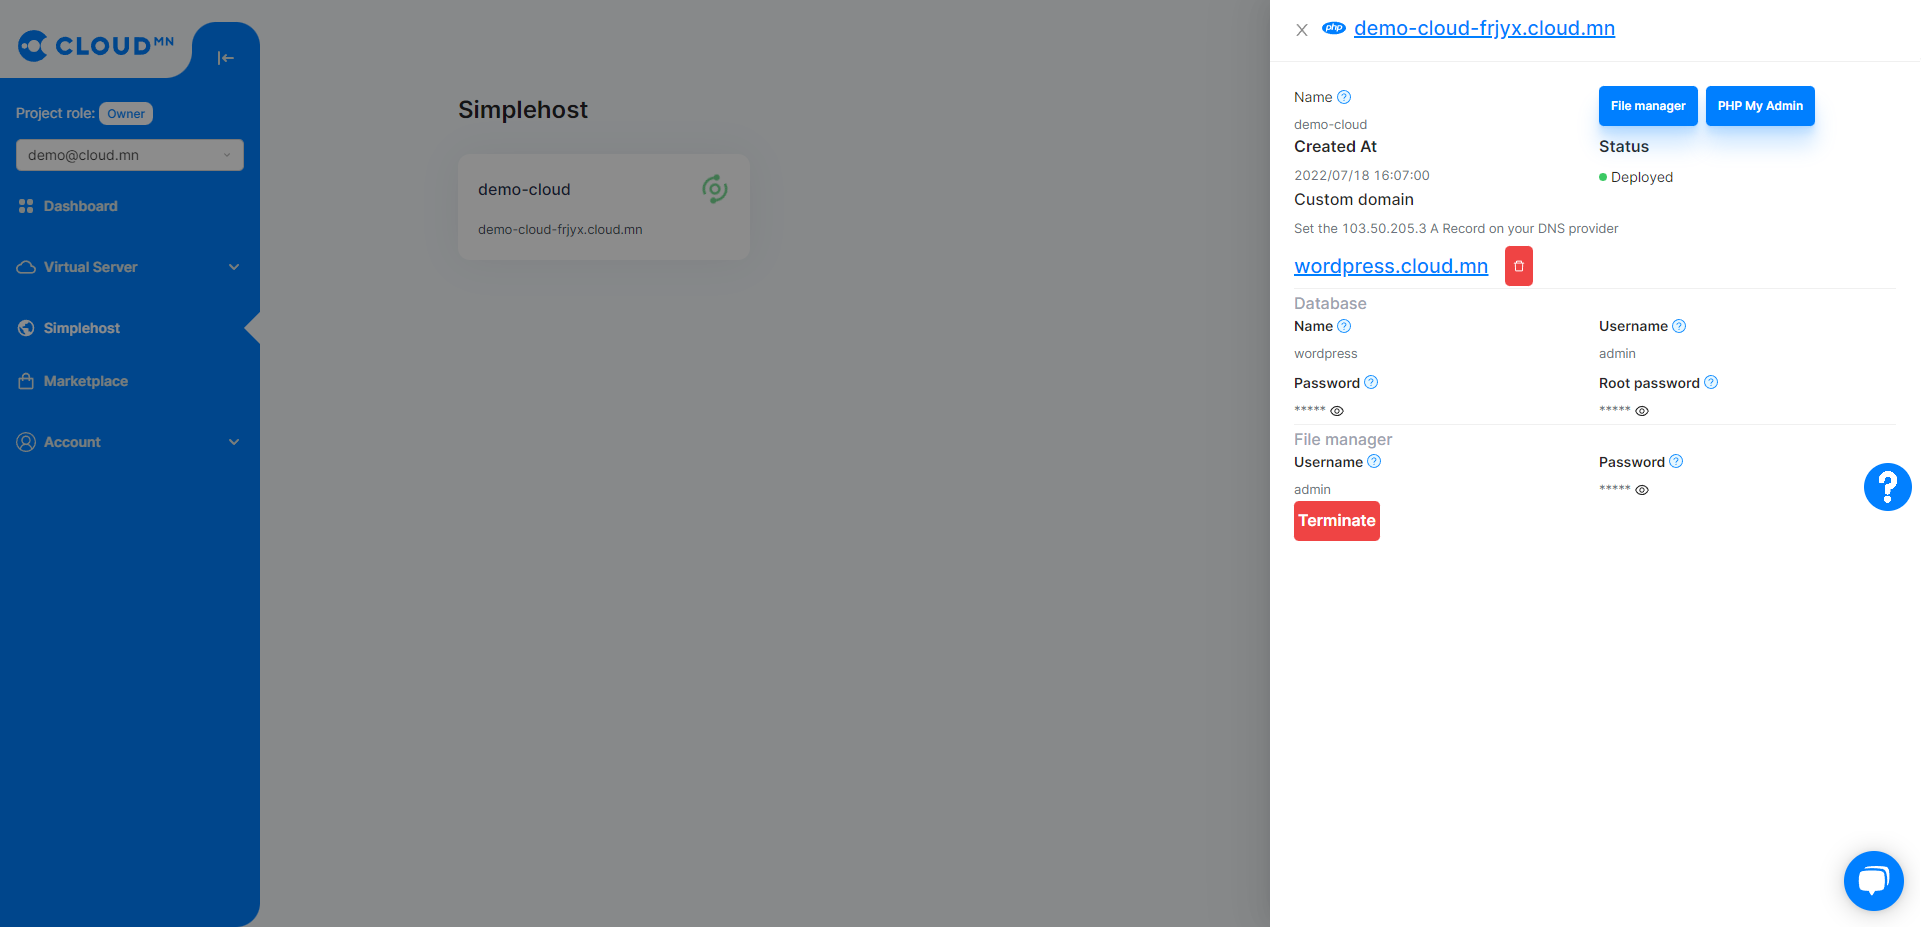 CLOUD MN
Project role: Owner
demo@cloud.mn
Dashboard
Virtual Server
Simplehost
Marketplace
Account
Simplehost
demo-cloud
demo-cloud-frjyx.cloud.mn
php demo-cloud-frjyx.cloud.mn
Name ?
demo-cloud
File manager PHP My Admin
Created At
2022/07/18 16:07:00
Status
Deployed
Custom domain
Set the 103.50.205.3 A Record on your DNS provider
wordpress.cloud.mn
Database
Name ?
wordpress
Username ?
admin
Password ?
*****
Root password ?
*****
File manager
Username ?
admin
Password ?
*****
Terminate
?